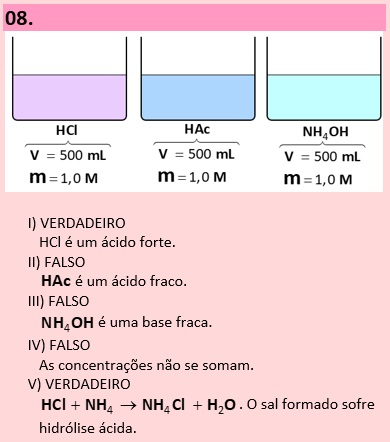 08.
HCl HAc NH₄OH
V = 500 mL V = 500 mL V = 500 mL
m = 1,0 M m = 1,0 M m = 1,0 M
I) VERDADEIRO
HCl é um ácido forte.
II) FALSO
HAc é um ácido fraco.
III) FALSO
NH₄OH é uma base fraca.
IV) FALSO
As concentrações não se somam.
V) VERDADEIRO
HCl + NH₄ → NH₄Cl + H₂O. O sal formado sofre
hidrólise ácida.